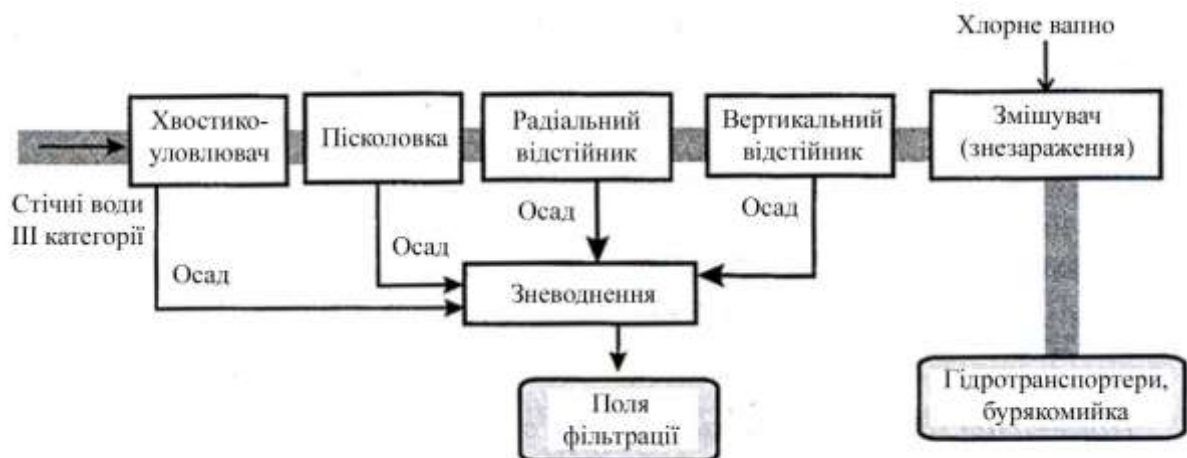 Хлорне вапно
Хвостико-
уловлювач
Пісколовка
Радіальний
відстійник
Вертикальний
відстійник
Змішувач
(знезараження)
Стічні води
III категорії
Осад
Осад
Осад
Осад
Зневоднення
Поля
фільтрації
Гідротранспортери,
бурякомийка